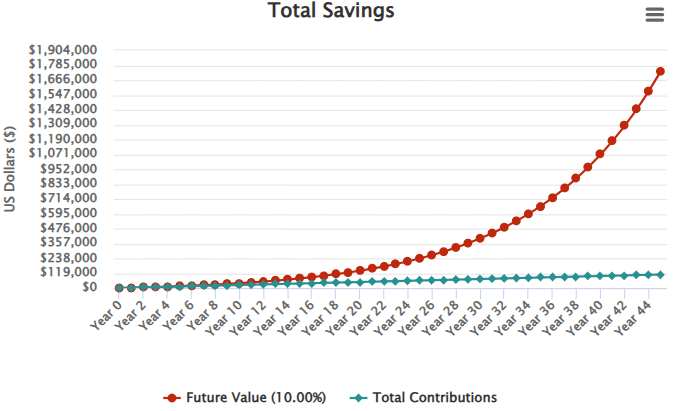 Total Savings
US Dollars ($)
$1,904,000
$1,785,000
$1,666,000
$1,547,000
$1,428,000
$1,309,000
$1,190,000
$1,071,000
$952,000
$833,000
$714,000
$595,000
$476,000
$357,000
$238,000
$119,000
$0
Year 0
Year 2
Year 4
Year 6
Year 8
Year 10
Year 12
Year 14
Year 16
Year 18
Year 20
Year 22
Year 24
Year 26
Year 28
Year 30
Year 32
Year 34
Year 36
Year 38
Year 40
Year 42
Year 44
Future Value (10.00%)
Total Contributions